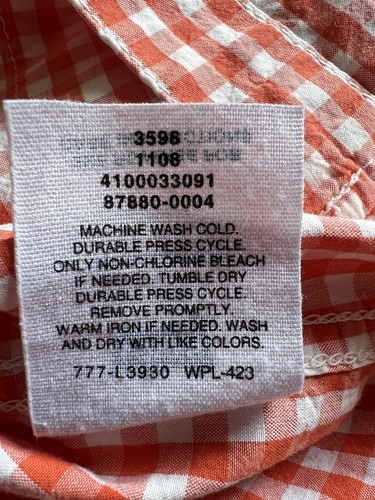 3598
1108
4100033091
87880-0004
MACHINE WASH COLD.
DURABLE PRESS CYCLE.
ONLY NON-CHLORINE BLEACH
IF NEEDED. TUMBLE DRY
DURABLE PRESS CYCLE.
REMOVE PROMPTLY.
WARM IRON IF NEEDED. WASH
AND DRY WITH LIKE COLORS.
777-L3930 WPL-423